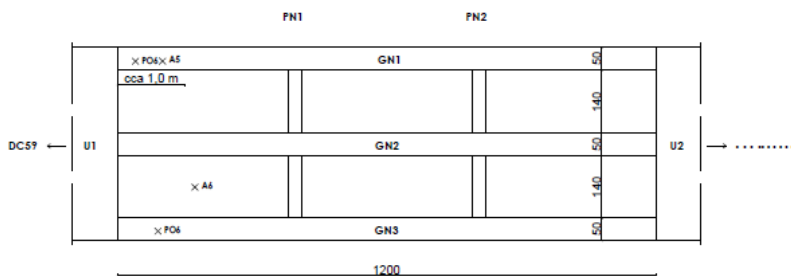 PN1 PN2
PO6 A5 GN1 50
cca 1,0 m
140
DC59 U1 GN2 50 U2
A6 140
PO6 GN3 50
1200